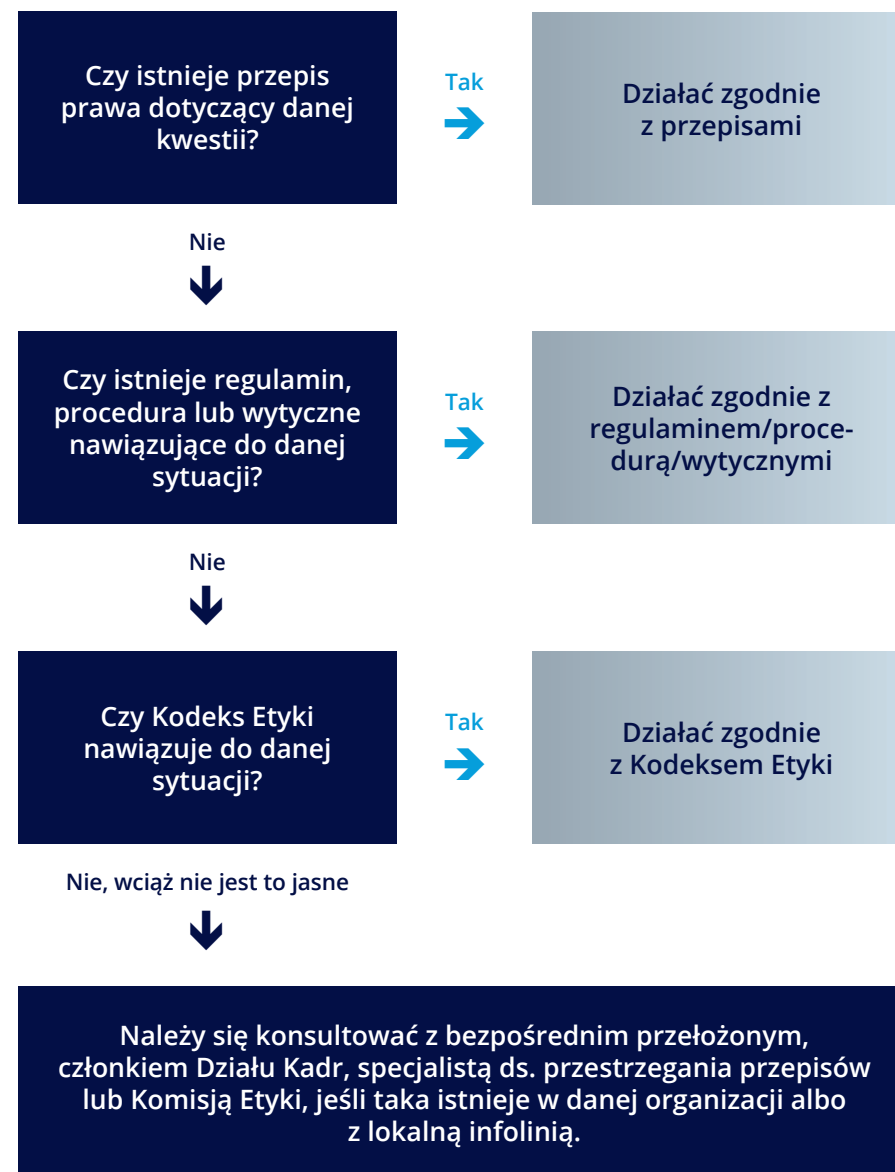 Czy istnieje przepis
prawa dotyczący danej
kwestii?
Tak
Działać zgodnie
z przepisami
Nie
Czy istnieje regulamin,
procedura lub wytyczne
nawiązujące do danej
sytuacji?
Tak
Działać zgodnie z
regulaminem/proce-
durą/wytycznymi
Nie
Czy Kodeks Etyki
nawiązuje do danej
sytuacji?
Tak
Działać zgodnie
z Kodeksem Etyki
Nie, wciąż nie jest to jasne
Należy się konsultować z bezpośrednim przełożonym,
członkiem Działu Kadr, specjalistą ds. przestrzegania przepisów
lub Komisją Etyki, jeśli taka istnieje w danej organizacji albo
z lokalną infolinią.